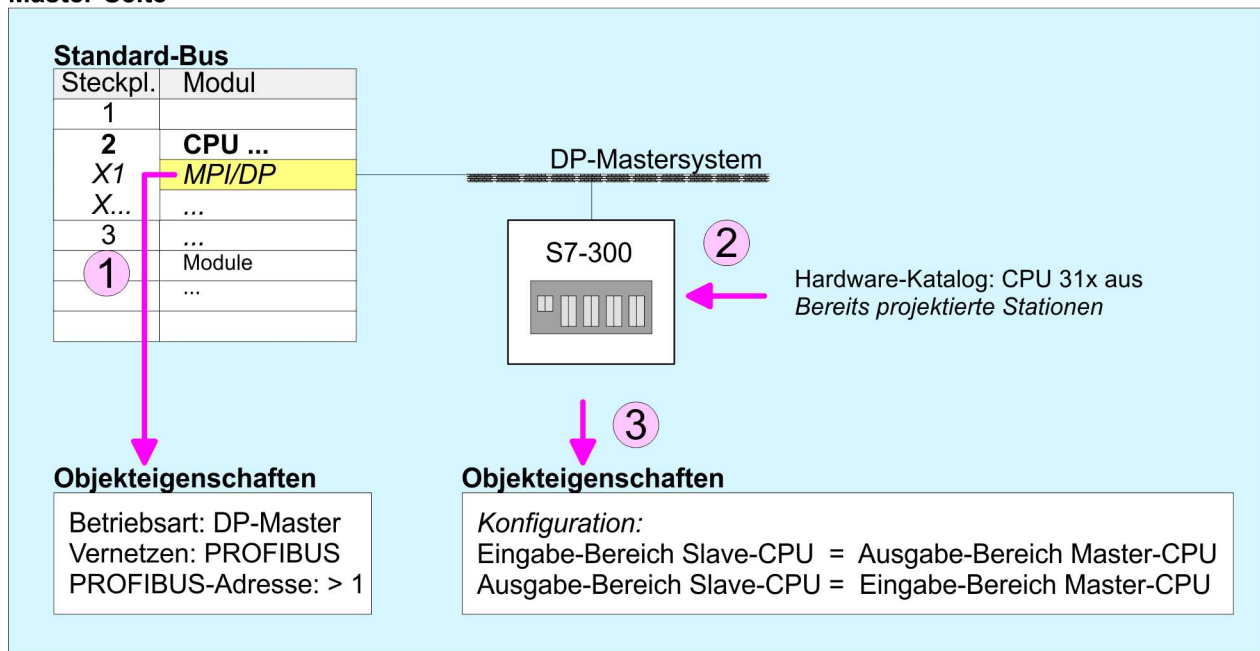 Master-Seite
Standard-Bus
Steckpl. Modul
1
2 CPU ...
X1 MPI/DP
X... ...
3 ...
Module
...
1
DP-Mastersystem
S7-300
2
Hardware-Katalog: CPU 31x aus
Bereits projektierte Stationen
3
Objekteigenschaften
Betriebsart: DP-Master
Vernetzen: PROFIBUS
PROFIBUS-Adresse: > 1
Objekteigenschaften
Konfiguration:
Eingabe-Bereich Slave-CPU = Ausgabe-Bereich Master-CPU
Ausgabe-Bereich Slave-CPU = Eingabe-Bereich Master-CPU